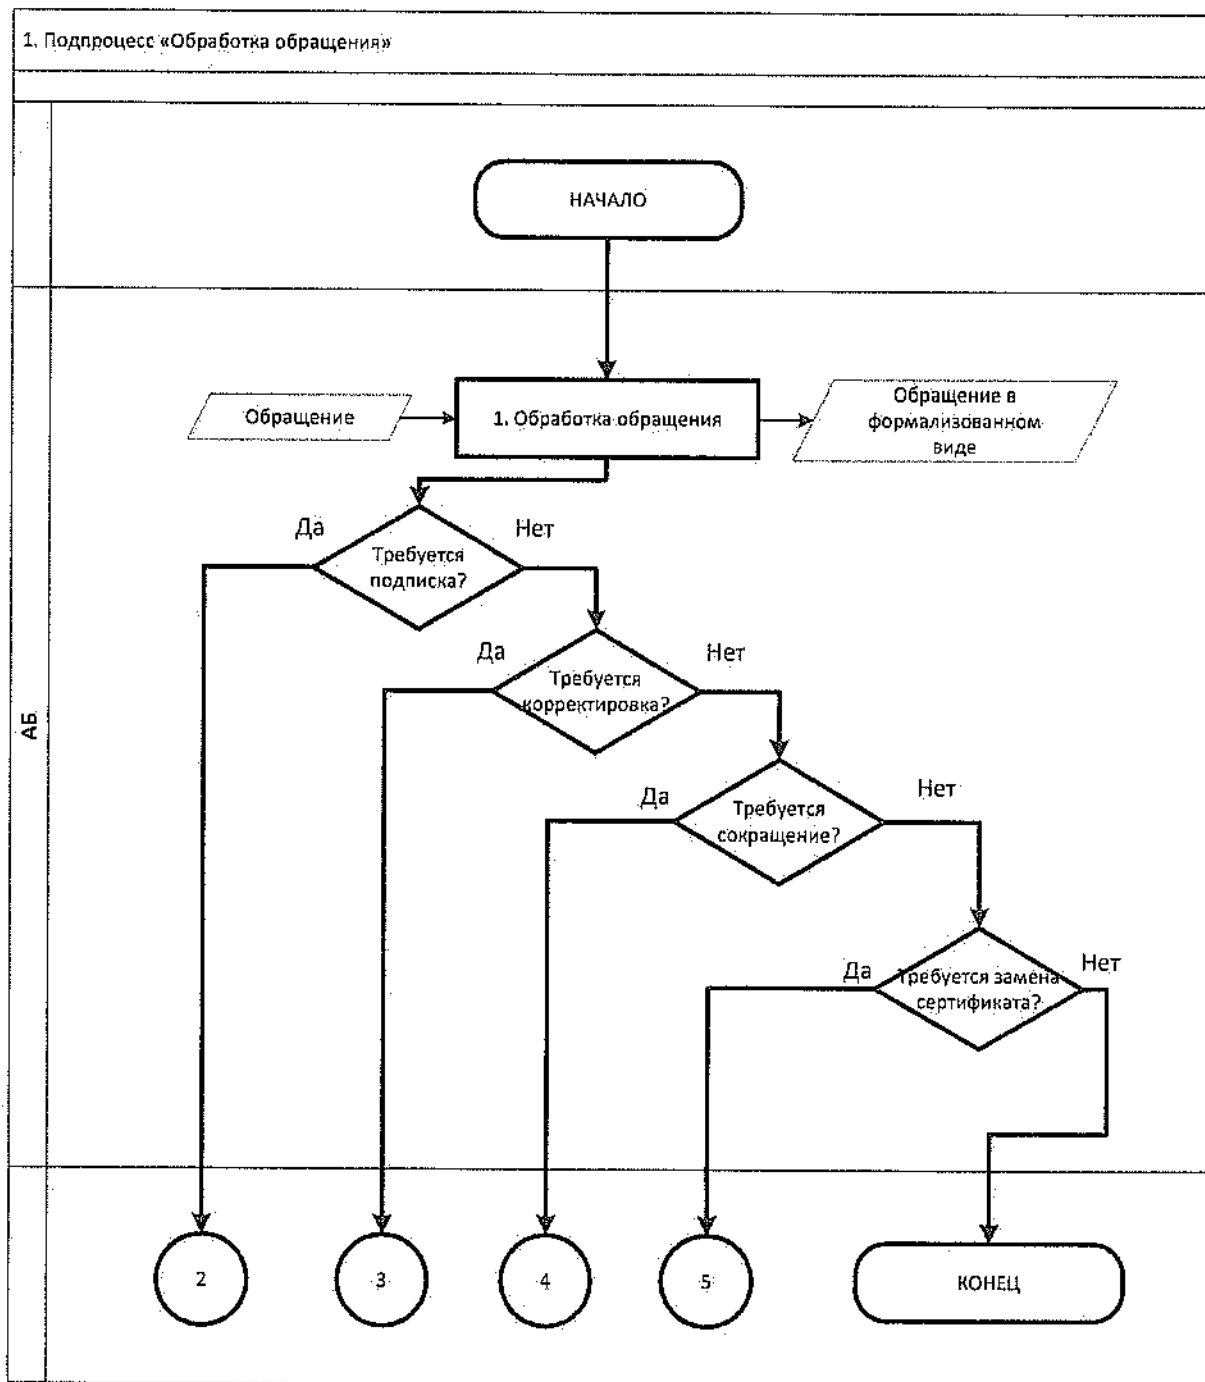 1. Подпроцесс «Обработка обращения»
НАЧАЛО
Обращение
1. Обработка обращения
Обращение в
формализованном
виде
Да
Нет
Требуется
подписка?
Да
Нет
Требуется
корректировка?
Да
Нет
Требуется
сокращение?
Да
Нет
Требуется замена
сертификата?
АБ
2
3
4
5
КОНЕЦ